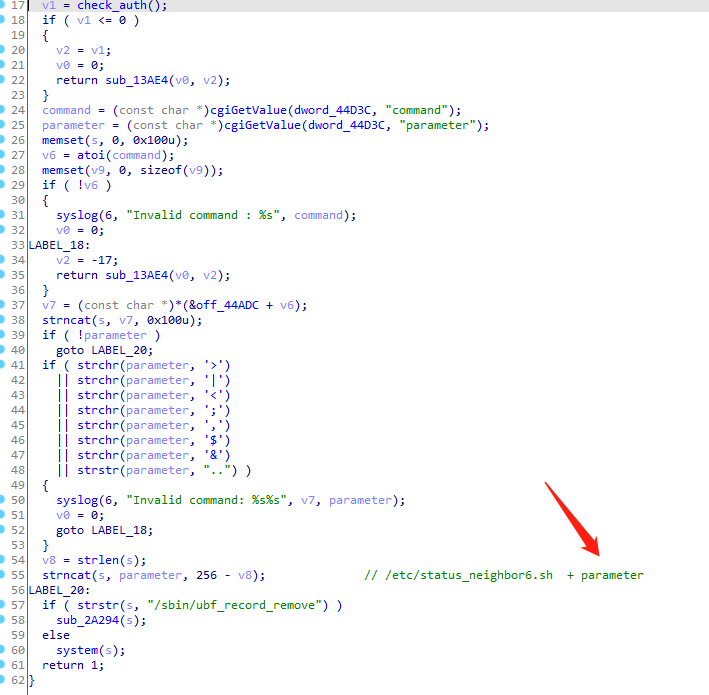 17 v1 = check_auth();
18 if ( v1 <= 0 )
19 {
20 v2 = v1;
21 v0 = 0;
22 return sub_13AE4(v0, v2);
23 }
24 command = (const char *)cgiGetValue(dword_44D3C, "command");
25 parameter = (const char *)cgiGetValue(dword_44D3C, "parameter");
26 memset(s, 0, 0x100u);
27 v6 = atoi(command);
28 memset(v9, 0, sizeof(v9));
29 if ( !v6 )
30 {
31 syslog(6, "Invalid command : %s", command);
32 v0 = 0;
33 LABEL_18:
34 v2 = -17;
35 return sub_13AE4(v0, v2);
36 }
37 v7 = (const char *)*(&off_44ADC + v6);
38 strncat(s, v7, 0x100u);
39 if ( !parameter )
40 goto LABEL_20;
41 if ( strchr(parameter, '>')
42 || strchr(parameter, '|')
43 || strchr(parameter, '<')
44 || strchr(parameter, ';')
45 || strchr(parameter, ',')
46 || strchr(parameter, '$')
47 || strchr(parameter, '&')
48 || strstr(parameter, "..") )
49 {
50 syslog(6, "Invalid command: %s%s", v7, parameter);
51 v0 = 0;
52 goto LABEL_18;
53 }
54 v8 = strlen(s);
55 strncat(s, parameter, 256 - v8); // /etc/status_neighbor6.sh + parameter
56 LABEL_20:
57 if ( strstr(s, "/sbin/ubf_record_remove") )
58 sub_2A294(s);
59 else
60 system(s);
61 return 1;
62 }